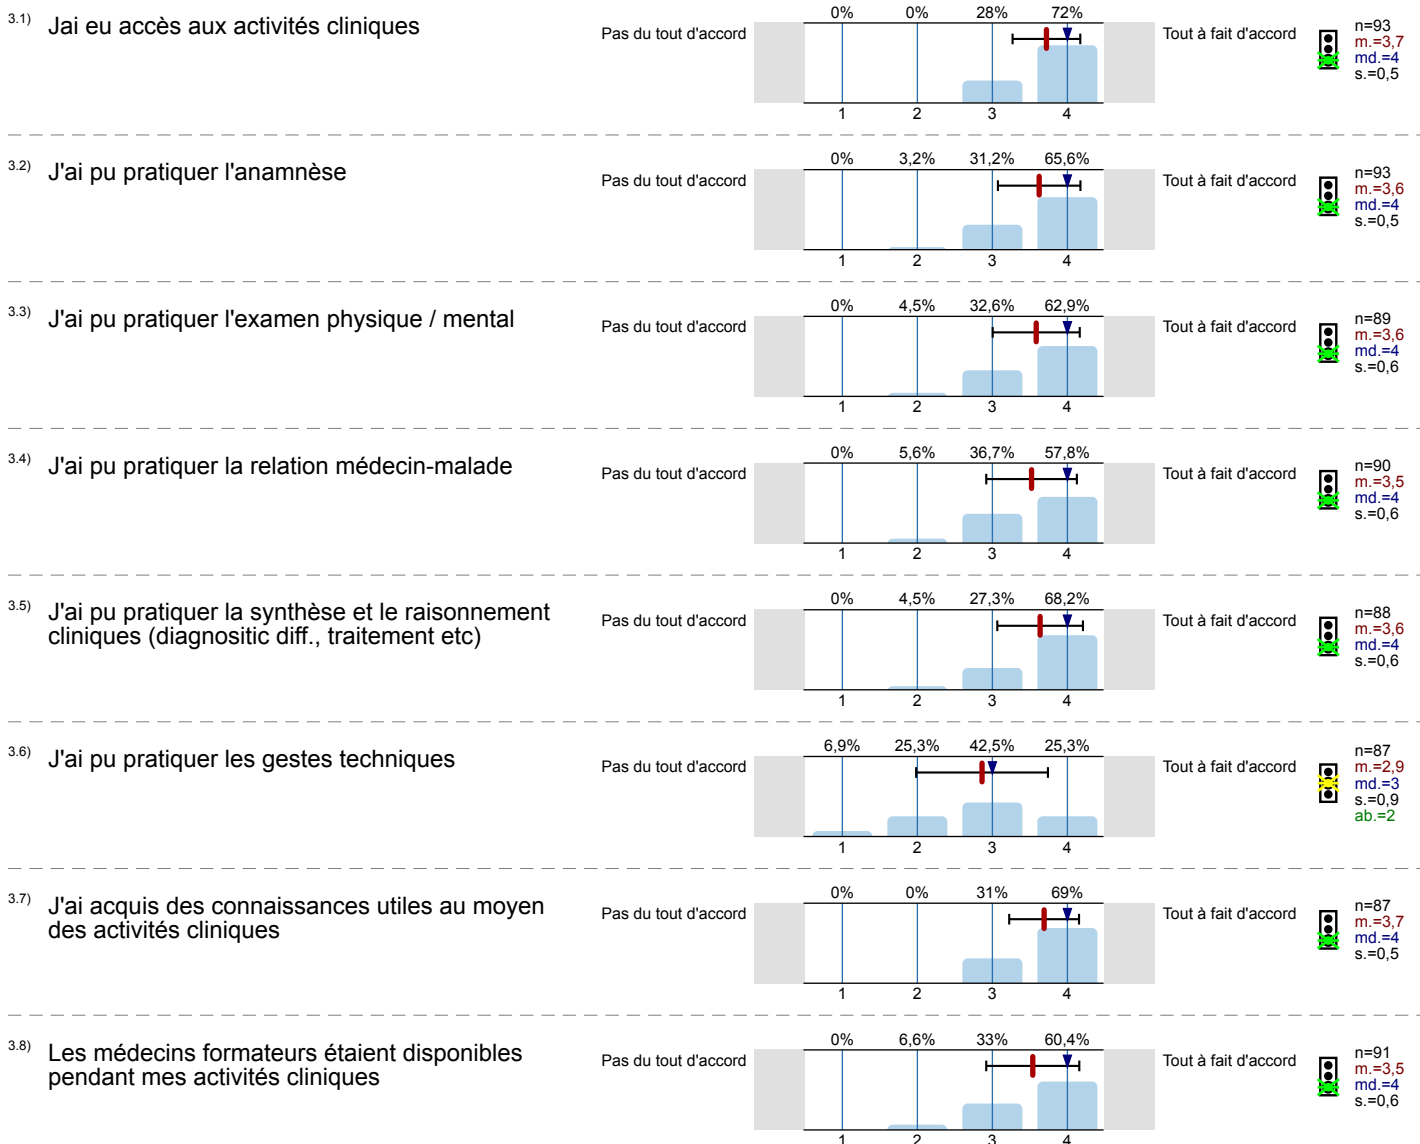 3.1) Jai eu accès aux activités cliniques
Pas du tout d'accord
0% 0% 28% 72%
1 2 3 4
Tout à fait d'accord
n=93
m.=3,7
md.=4
s.=0,5
3.2) J'ai pu pratiquer l'anamnèse
Pas du tout d'accord
0% 3,2% 31,2% 65,6%
1 2 3 4
Tout à fait d'accord
n=93
m.=3,6
md.=4
s.=0,5
3.3) J'ai pu pratiquer l'examen physique / mental
Pas du tout d'accord
0% 4,5% 32,6% 62,9%
1 2 3 4
Tout à fait d'accord
n=89
m.=3,6
md.=4
s.=0,6
3.4) J'ai pu pratiquer la relation médecin-malade
Pas du tout d'accord
0% 5,6% 36,7% 57,8%
1 2 3 4
Tout à fait d'accord
n=90
m.=3,5
md.=4
s.=0,6
3.5) J'ai pu pratiquer la synthèse et le raisonnement
cliniques (diagnositic diff., traitement etc)
Pas du tout d'accord
0% 4,5% 27,3% 68,2%
1 2 3 4
Tout à fait d'accord
n=88
m.=3,6
md.=4
s.=0,6
3.6) J'ai pu pratiquer les gestes techniques
Pas du tout d'accord
6,9% 25,3% 42,5% 25,3%
1 2 3 4
Tout à fait d'accord
n=87
m.=2,9
md.=3
s.=0,9
ab.=2
3.7) J'ai acquis des connaissances utiles au moyen
des activités cliniques
Pas du tout d'accord
0% 0% 31% 69%
1 2 3 4
Tout à fait d'accord
n=87
m.=3,7
md.=4
s.=0,5
3.8) Les médecins formateurs étaient disponibles
pendant mes activités cliniques
Pas du tout d'accord
0% 6,6% 33% 60,4%
1 2 3 4
Tout à fait d'accord
n=91
m.=3,5
md.=4
s.=0,6